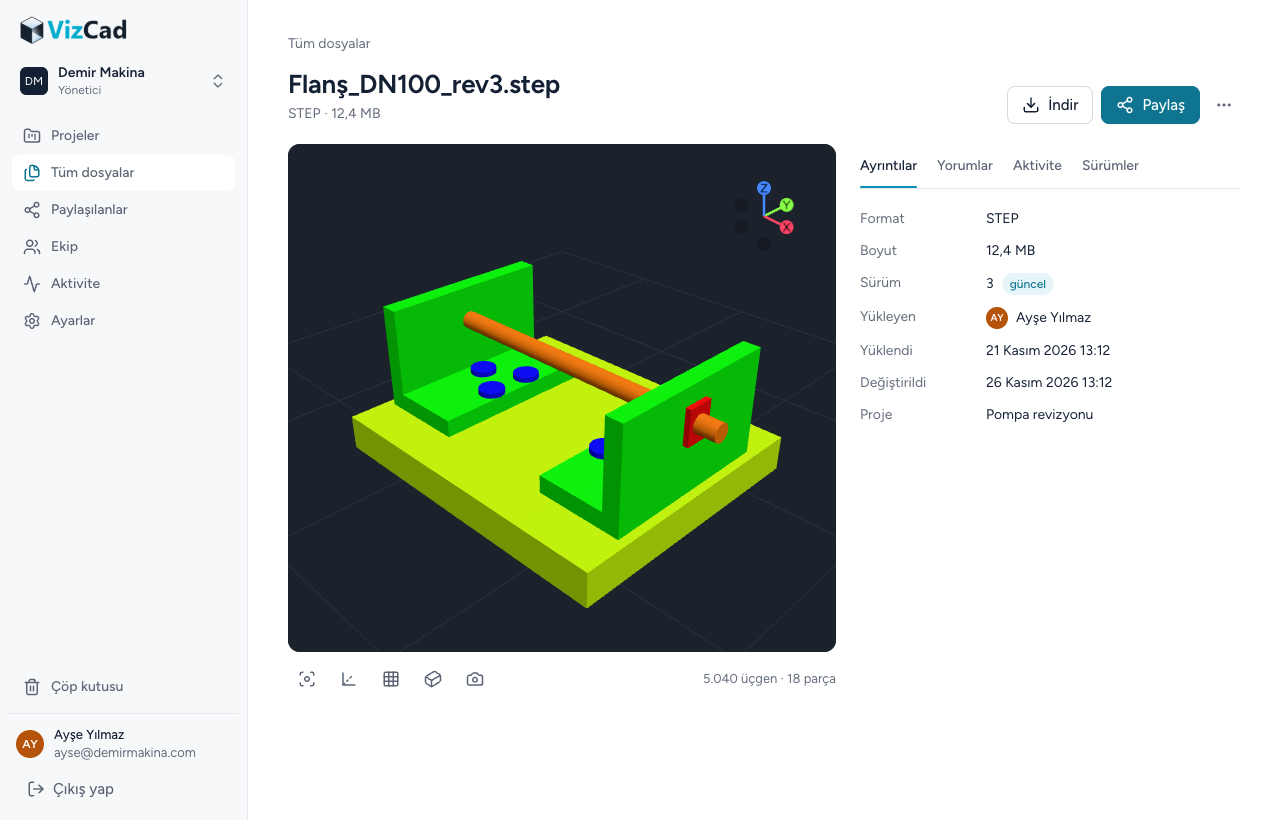 VizCad
DM
Demir Makina
Yönetici
Projeler
Tüm dosyalar
Paylaşılanlar
Ekip
Aktivite
Ayarlar
Çöp kutusu
AY
Ayşe Yılmaz
ayse@demirmakina.com
Çıkış yap
Tüm dosyalar
Flanş_DN100_rev3.step
STEP · 12,4 MB
İndir
Paylaş
Z
Y
X
5.040 üçgen · 18 parça
Ayrıntılar Yorumlar Aktivite Sürümler
Format STEP
Boyut 12,4 MB
Sürüm 3 güncel
Yükleyen AY Ayşe Yılmaz
Yüklendi 21 Kasım 2026 13:12
Değiştirildi 26 Kasım 2026 13:12
Proje Pompa revizyonu